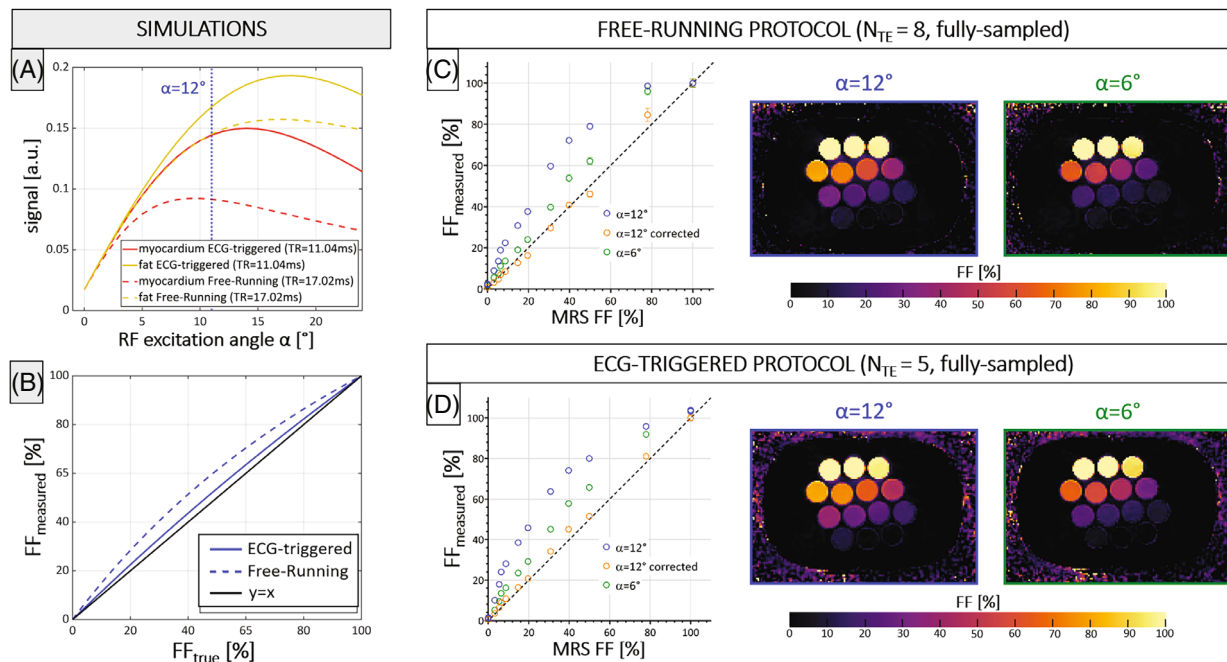 SIMULATIONS
(A)
α=12°
0.2
0.15
0.1
0.05
0
signal [a.u.]
myocardium ECG-triggered (TR=11.04ms)
fat ECG-triggered (TR=11.04ms)
myocardium Free-Running (TR=17.02ms)
fat Free-Running (TR=17.02ms)
0 5 10 15 20
RF excitation angle α [°]
(B)
100
80
65
40
20
0
FFmeasured [%]
ECG-triggered
Free-Running
y=x
0 20 40 65 80 100
FFtrue [%]
FREE-RUNNING PROTOCOL (NTE = 8, fully-sampled)
(C)
100
80
60
40
20
0
FFmeasured [%]
α=12°
α=12° corrected
α=6°
0 20 40 60 80 100
MRS FF [%]
α=12°
α=6°
FF [%]
0 10 20 30 40 50 60 70 80 90 100
ECG-TRIGGERED PROTOCOL (NTE = 5, fully-sampled)
(D)
100
80
60
40
20
0
FFmeasured [%]
α=12°
α=12° corrected
α=6°
0 20 40 60 80 100
MRS FF [%]
α=12°
α=6°
FF [%]
0 10 20 30 40 50 60 70 80 90 100